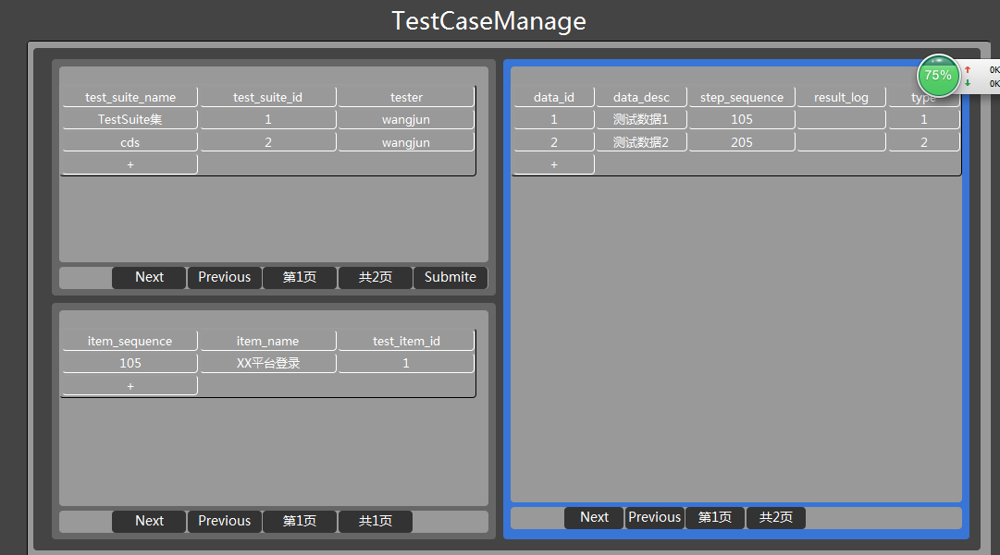 TestCaseManage
test_suite_name test_suite_id tester
TestSuite集 1 wangjun
cds 2 wangjun
+
Next Previous 第1页 共2页 Submite
item_sequence item_name test_item_id
105 XX平台登录 1
+
Next Previous 第1页 共1页
data_id data_desc step_sequence result_log type
1 测试数据1 105 1
2 测试数据2 205 2
+
Next Previous 第1页 共2页
75%
0K
0K